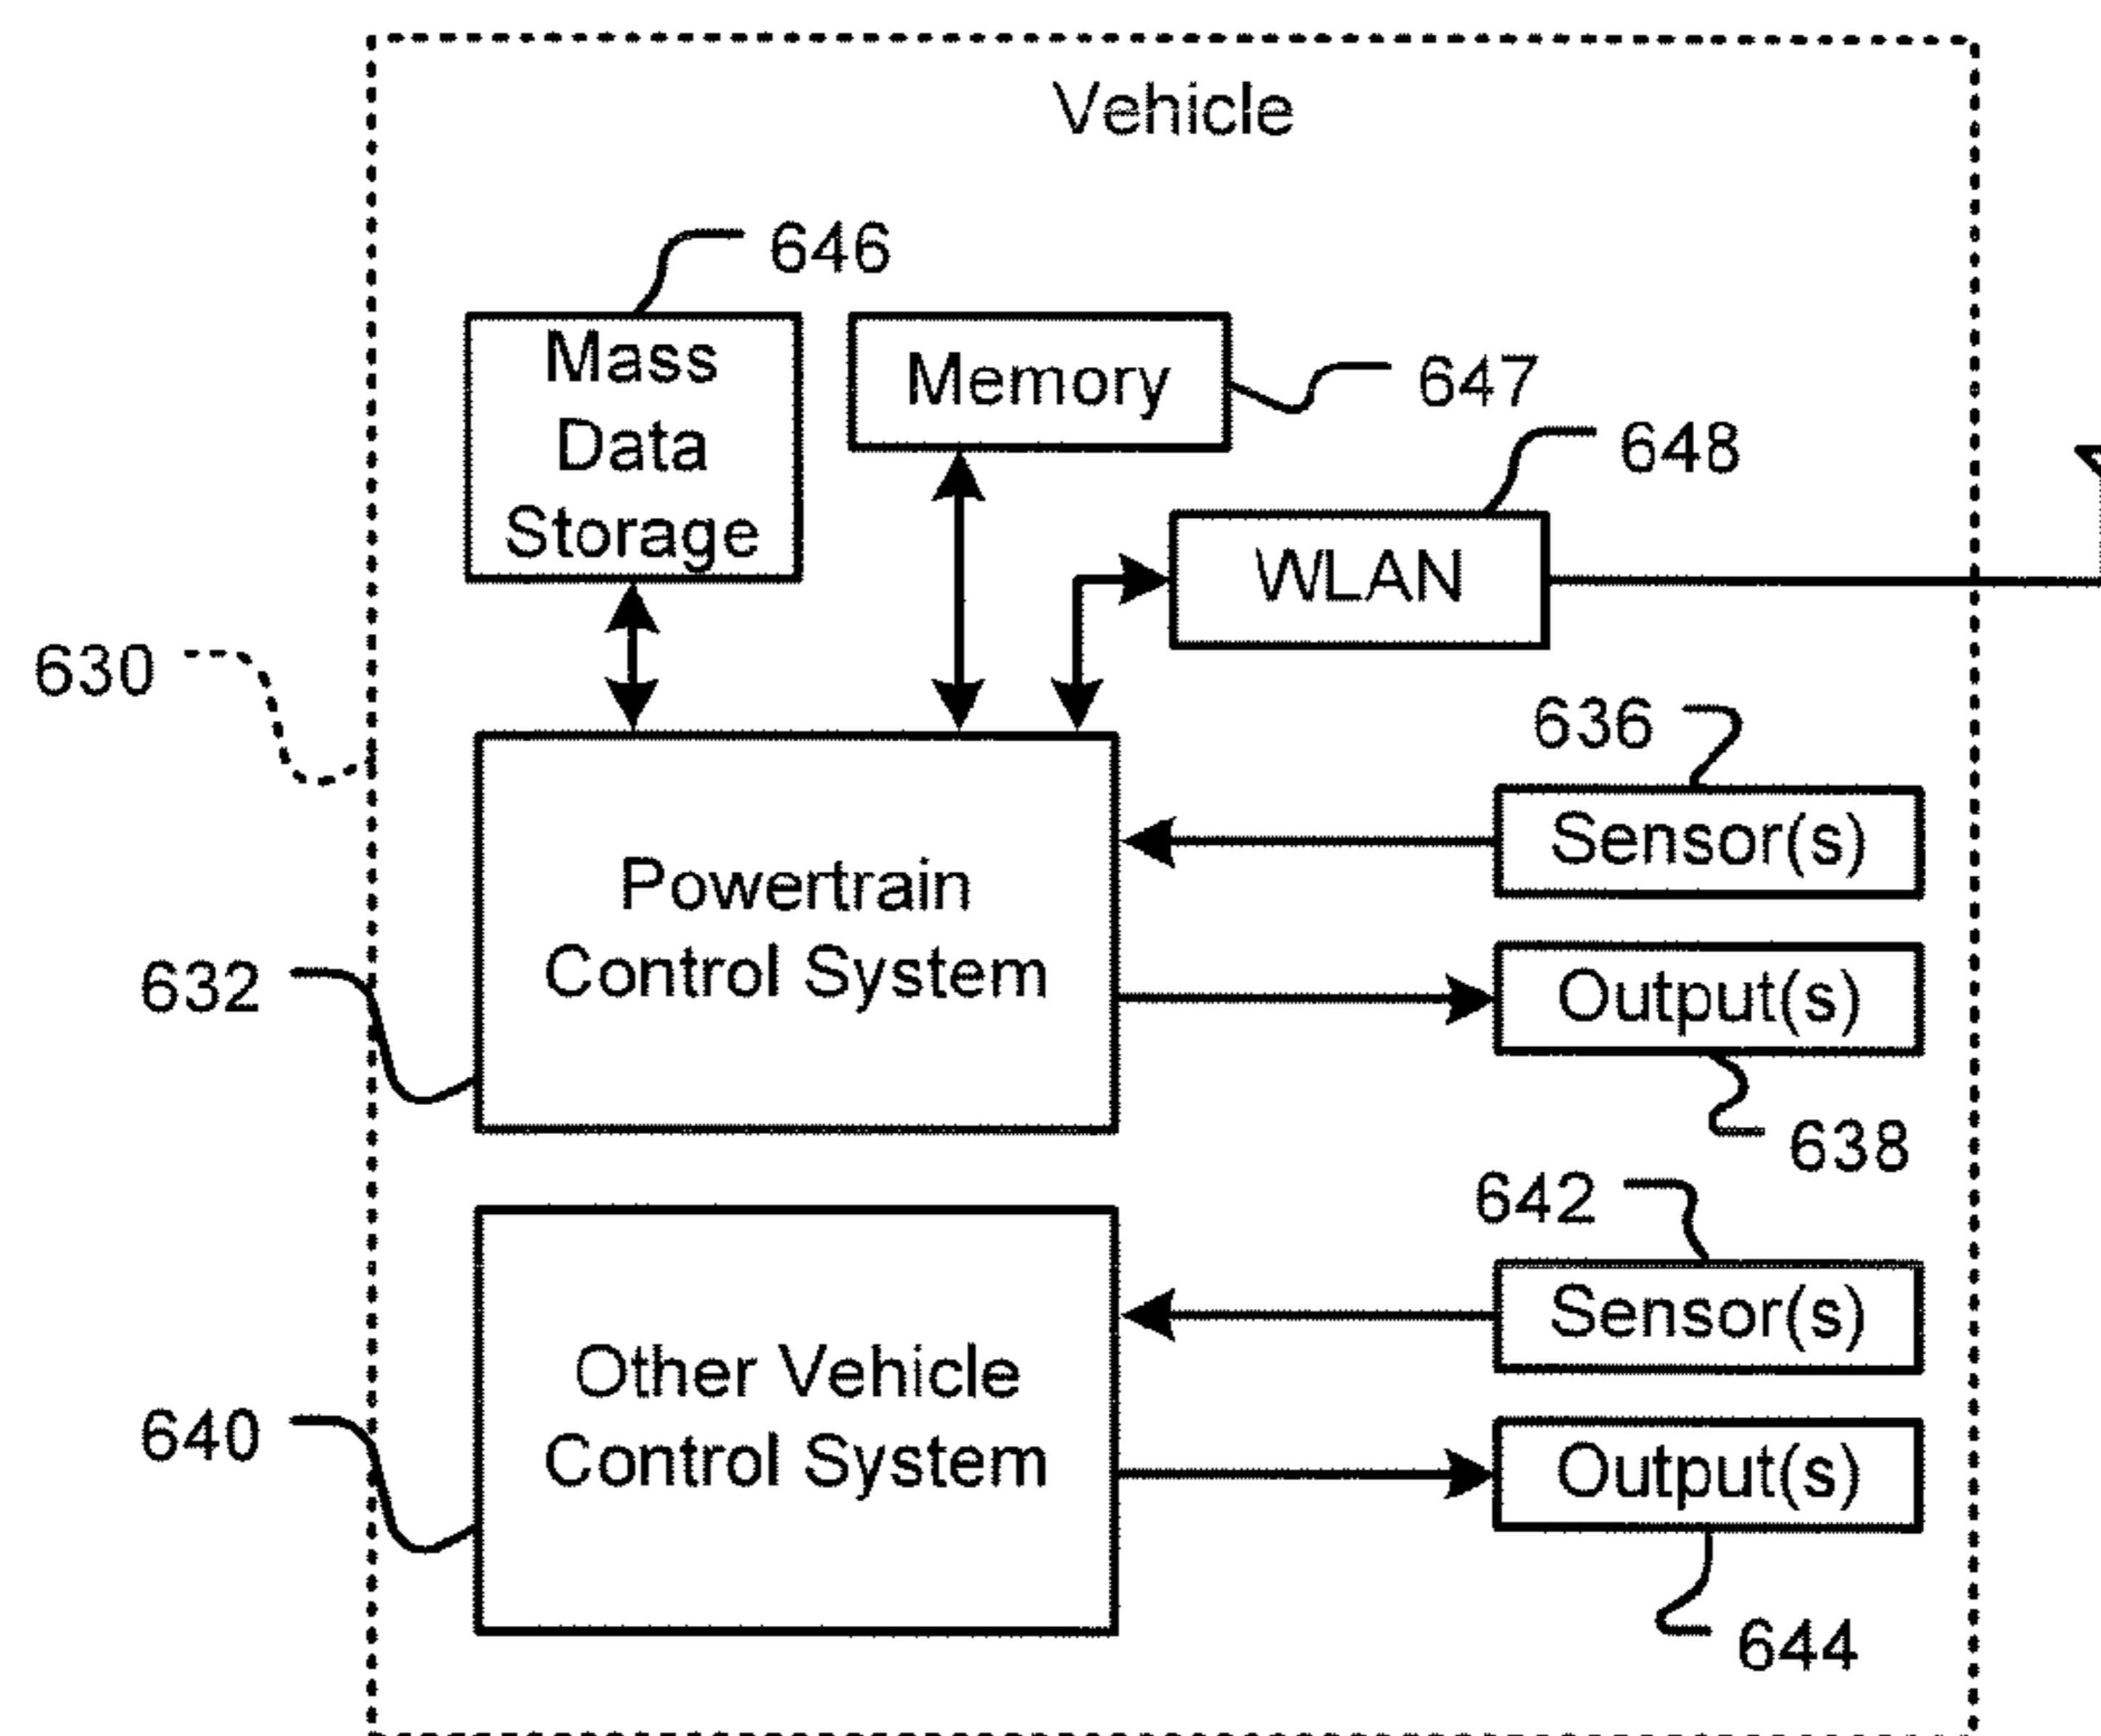 Vehicle
646
Mass
Data
Storage
Memory
647
648
WLAN
630
636
Sensor(s)
Powertrain
Control System
Output(s)
632
638
642
Sensor(s)
Other Vehicle
Control System
Output(s)
640
644